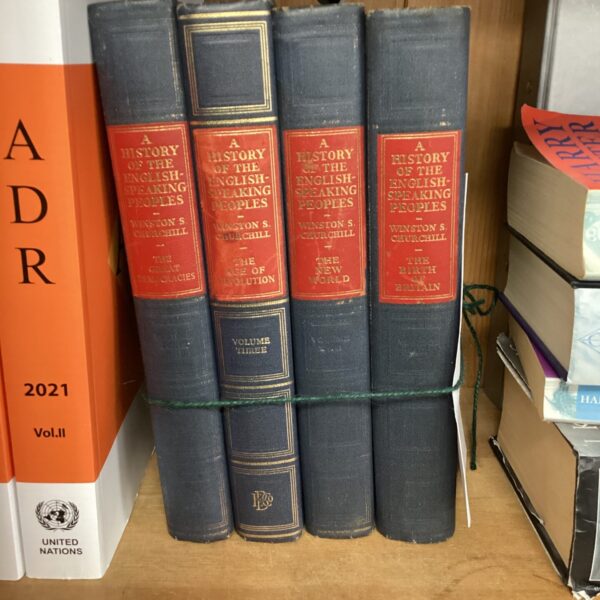 ADR
2021
Vol.II
UNITED
NATIONS
A
HISTORY
OF THE
ENGLISH-
SPEAKING
PEOPLES
WINSTON S.
CHURCHILL
THE
GREAT
DEMOCRACIES
A
HISTORY
OF THE
ENGLISH-
SPEAKING
PEOPLES
WINSTON S.
CHURCHILL
THE
AGE OF
REVOLUTION
VOLUME
THREE
A
HISTORY
OF THE
ENGLISH-
SPEAKING
PEOPLES
WINSTON S.
CHURCHILL
THE
NEW
WORLD
A
HISTORY
OF THE
ENGLISH-
SPEAKING
PEOPLES
WINSTON S.
CHURCHILL
THE BIRTH
OF
BRITAIN
HARRY